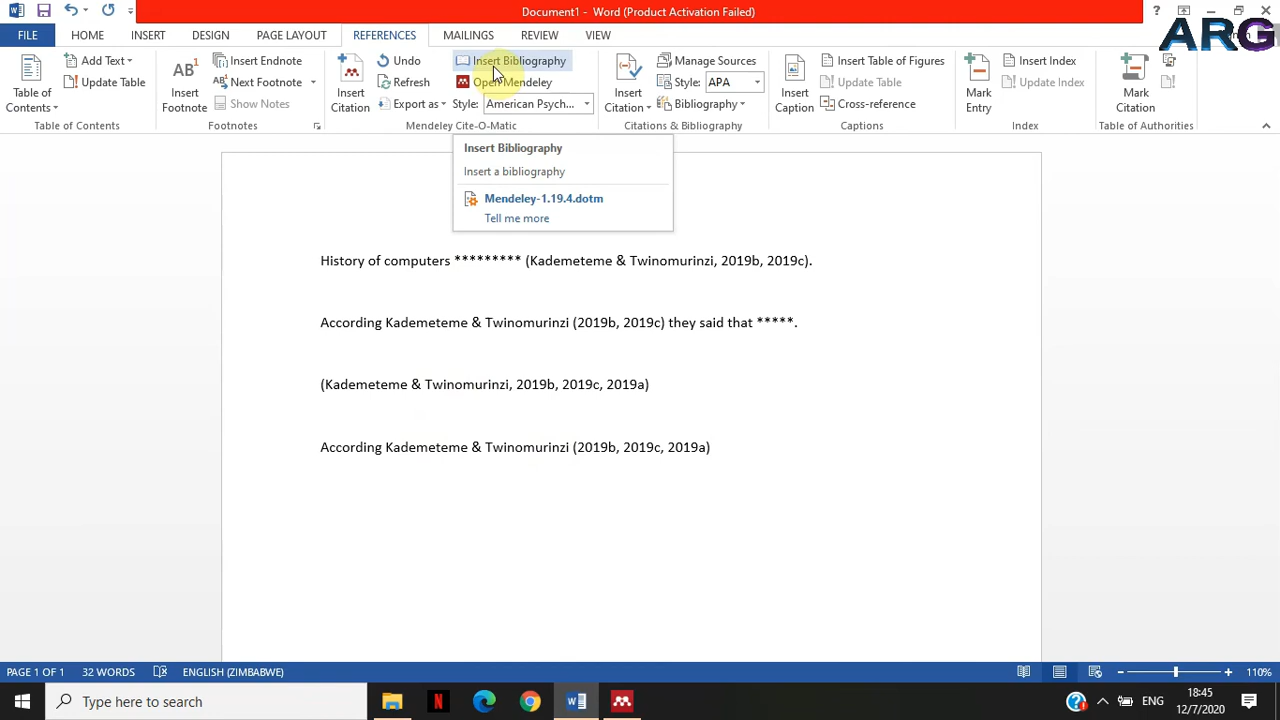 Document1 - Word (Product Activation Failed)
ARG
FILE HOME INSERT DESIGN PAGE LAYOUT REFERENCES MAILINGS REVIEW VIEW
Table of Contents
Add Text
Update Table
Table of Contents
AB1
Insert Footnote
Insert Endnote
Next Footnote
Show Notes
Footnotes
Insert Citation
Undo
Refresh
Export as
Insert Bibliography
Open Mendeley
Style: American Psych...
Mendeley Cite-O-Matic
Insert Citation
Manage Sources
Style: APA
Bibliography
Citations & Bibliography
Insert Caption
Insert Table of Figures
Update Table
Cross-reference
Captions
Mark Entry
Insert Index
Update Index
Index
Mark Citation
Table of Authorities
Insert Bibliography
Insert a bibliography
Mendeley-1.19.4.dotm
Tell me more
History of computers ********* (Kademeteme & Twinomurinzi, 2019b, 2019c).
According Kademeteme & Twinomurinzi (2019b, 2019c) they said that *****.
(Kademeteme & Twinomurinzi, 2019b, 2019c, 2019a)
According Kademeteme & Twinomurinzi (2019b, 2019c, 2019a)
PAGE 1 OF 1 32 WORDS ENGLISH (ZIMBABWE) 110%
Type here to search
ENG
18:45
12/7/2020